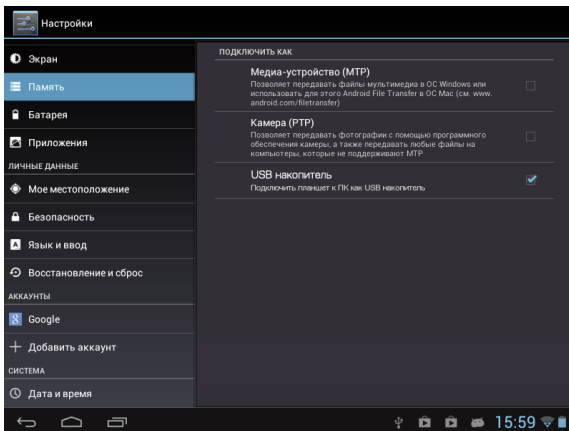 Настройки
Экран
Память
Батарея
Приложения
ЛИЧНЫЕ ДАННЫЕ
Мое местоположение
Безопасность
Язык и ввод
Восстановление и сброс
АККАУНТЫ
Google
Добавить аккаунт
СИСТЕМА
Дата и время
ПОДКЛЮЧИТЬ КАК
Медиа-устройство (MTP)
Позволяет передавать файлы мультимедиа в ОС Windows или
использовать для этого Android File Transfer в ОС Mac (см. www.
android.com/filetransfer)
Камера (PTP)
Позволяет передавать фотографии с помощью программного
обеспечения камеры, а также передавать любые файлы на
компьютеры, которые не поддерживают MTP
USB накопитель
Подключить планшет к ПК как USB накопитель
15:59